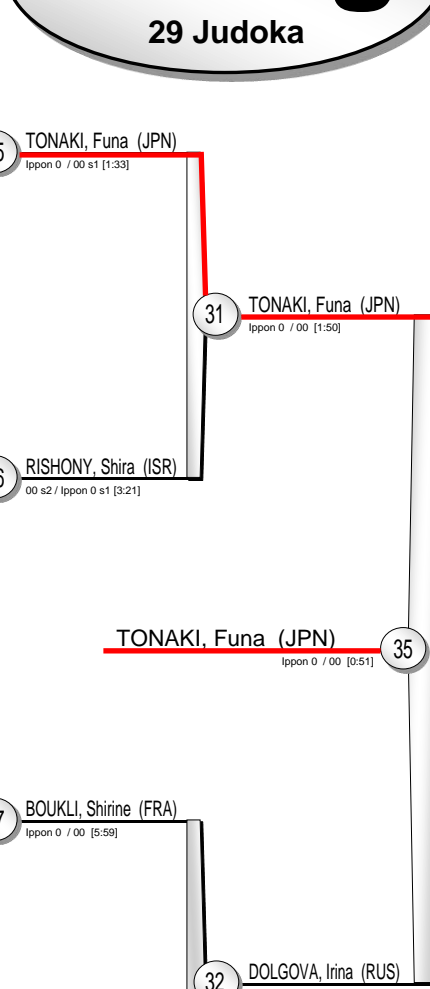 29 Judoka
TONAKI, Funa (JPN)
Ippon 0 / 00 s1 [1:33]
31
TONAKI, Funa (JPN)
Ippon 0 / 00 [1:50]
RISHONY, Shira (ISR)
00 s2 / Ippon 0 s1 [3:21]
TONAKI, Funa (JPN)
35
Ippon 0 / 00 [0:51]
BOUKLI, Shirine (FRA)
Ippon 0 / 00 [5:59]
32
DOLGOVA, Irina (RUS)